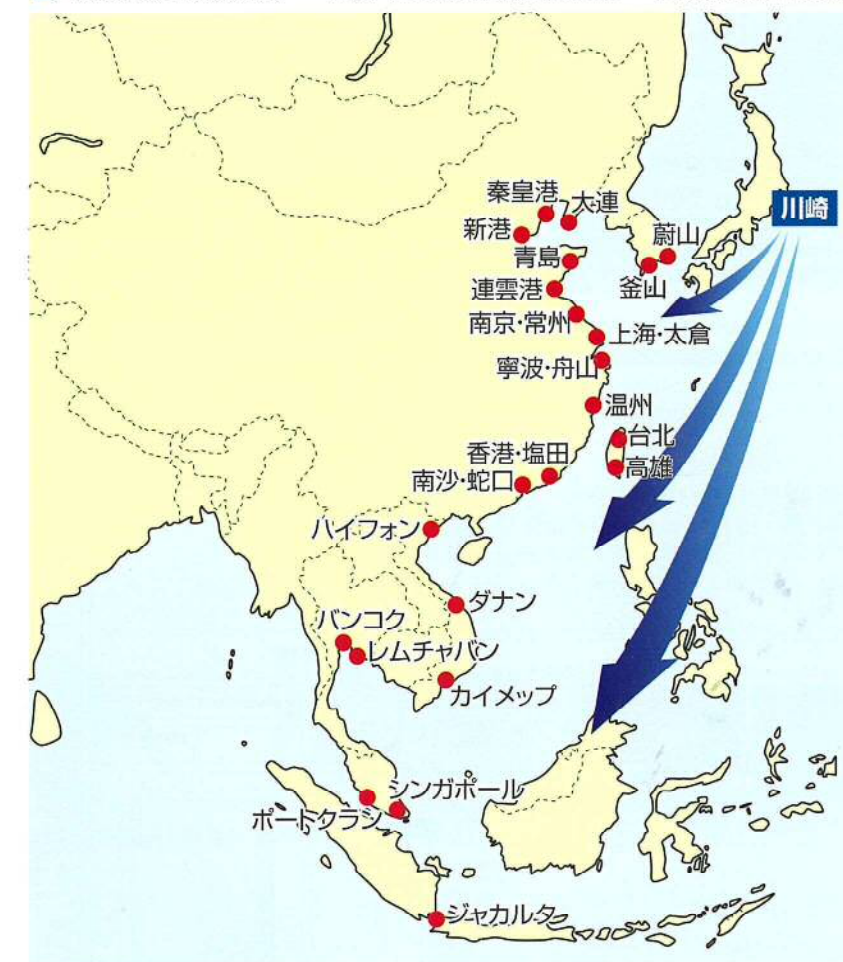 川崎
秦皇港
大連
新港
蔚山
青島
釜山
連雲港
南京・常州
上海・太倉
寧波・舟山
温州
台北
香港・塩田
高雄
南沙・蛇口
ハイフォン
ダナン
バンコク
レムチャバン
カイメップ
シンガポール
ポートクラン
ジャカルタ